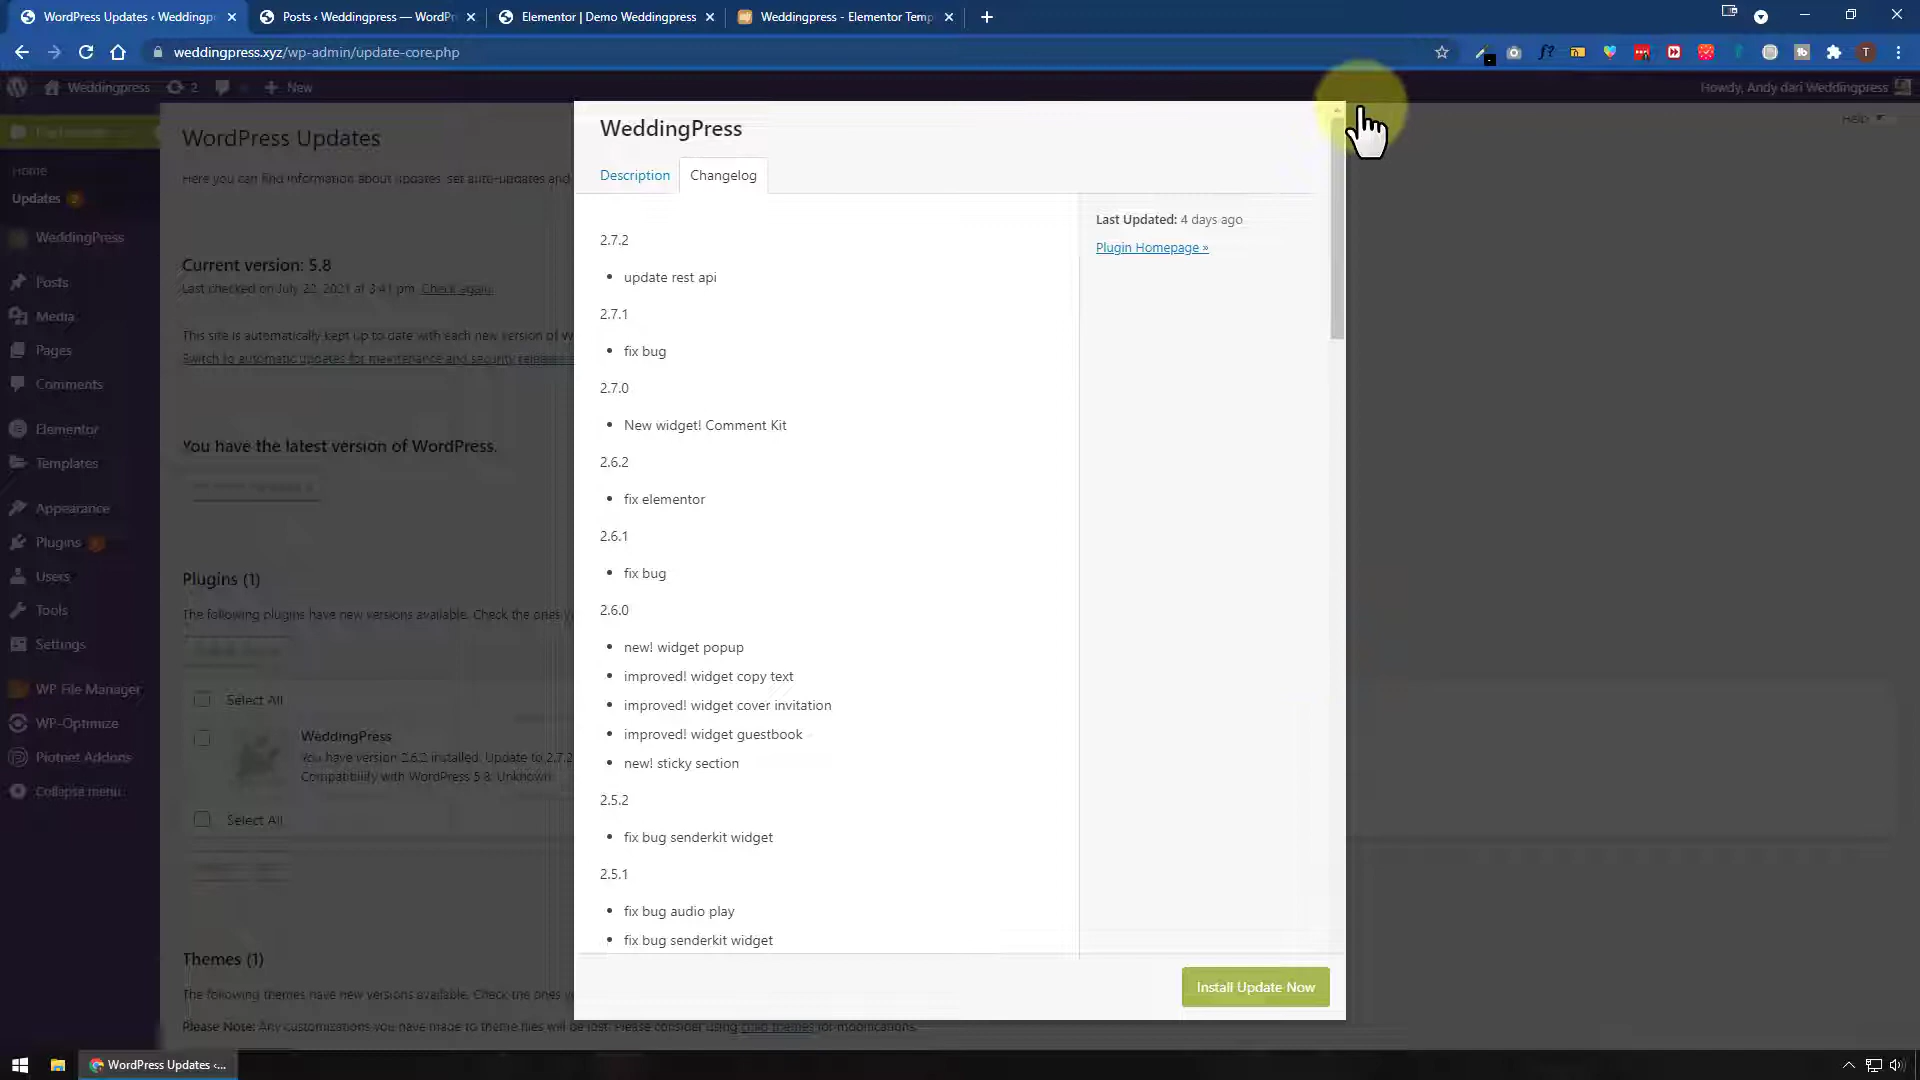 WordPress Updates ‹ Weddingp
Posts ‹ Weddingpress — WordPr
Elementor | Demo Weddingpress
Weddingpress - Elementor Temp
weddingpress.xyz/wp-admin/update-core.php
Weddingpress
2
New
Howdy, Andy dari Weddingpress
Help
Home
Updates 2
WeddingPress
Posts
Media
Pages
Comments
Elementor
Templates
Appearance
Plugins
Users
Tools
Settings
WP File Manager
WP-Optimize
Piotnet Addons
Collapse menu
WordPress Updates
Here you can find information about updates, set auto-updates and
Current version: 5.8
Last checked on July 22, 2021 at 3:41 pm. Check again.
This site is automatically kept up to date with each new version of W
Switch to automatic updates for maintenance and security releases
You have the latest version of WordPress.
Plugins (1)
The following plugins have new versions available. Check the ones y
Select All
WeddingPress
You have version 2.6.2 installed. Update to 2.7.2
Compatibility with WordPress 5.8: Unknown
Select All
Themes (1)
The following themes have new versions available. Check the ones y
Please Note: Any customizations you have made to theme files will be lost. Please consider using child themes for modifications.
WeddingPress
Description
Changelog
2.7.2
• update rest api
2.7.1
• fix bug
2.7.0
• New widget! Comment Kit
2.6.2
• fix elementor
2.6.1
• fix bug
2.6.0
• new! widget popup
• improved! widget copy text
• improved! widget cover invitation
• improved! widget guestbook
• new! sticky section
2.5.2
• fix bug senderkit widget
2.5.1
• fix bug audio play
• fix bug senderkit widget
Last Updated: 4 days ago
Plugin Homepage »
Install Update Now
WordPress Updates ‹...